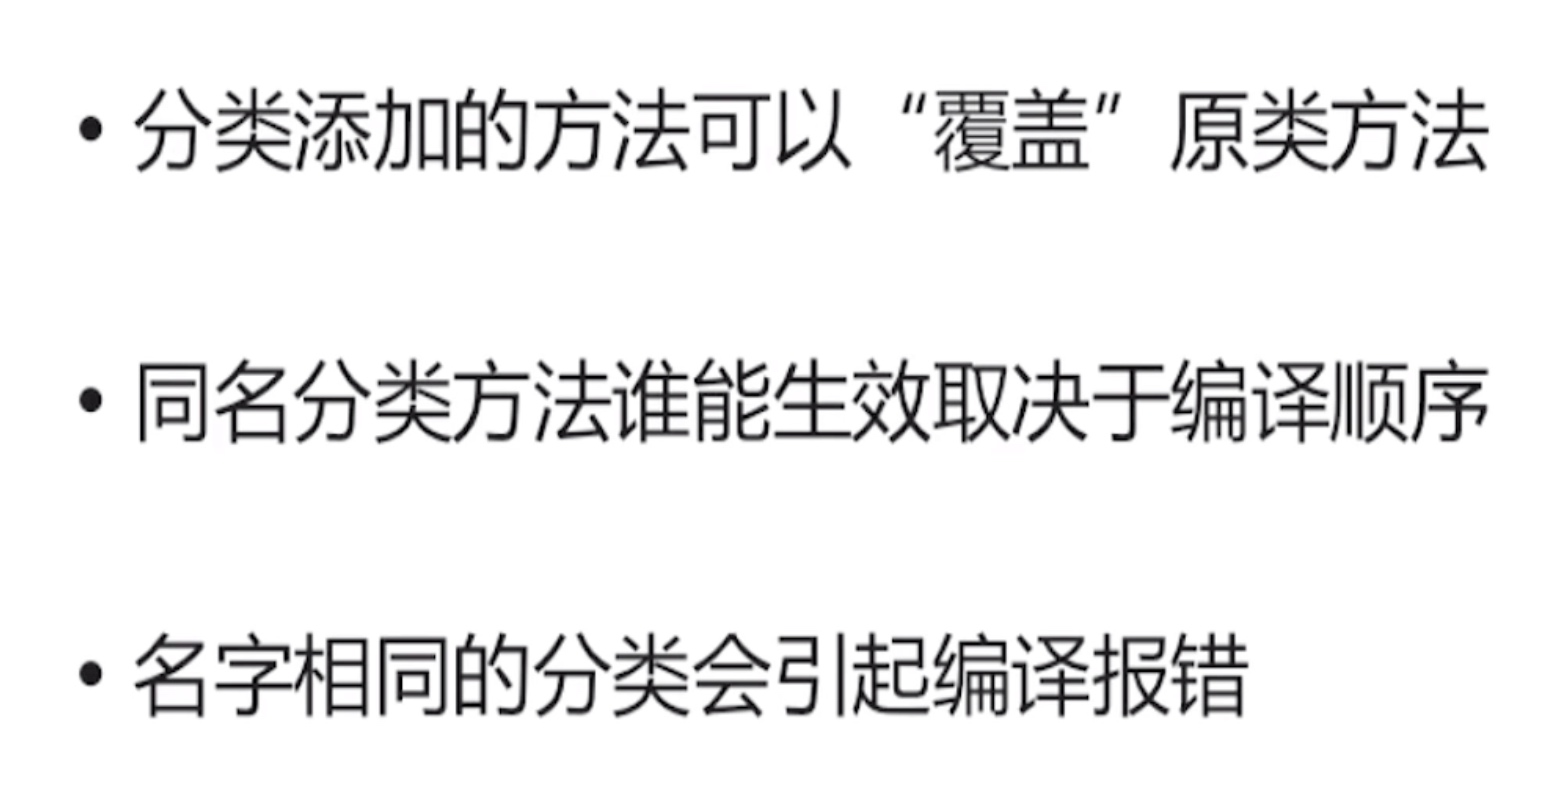 • 分类添加的方法可以“覆盖”原类方法
• 同名分类方法谁能生效取决于编译顺序
• 名字相同的分类会引起编译报错